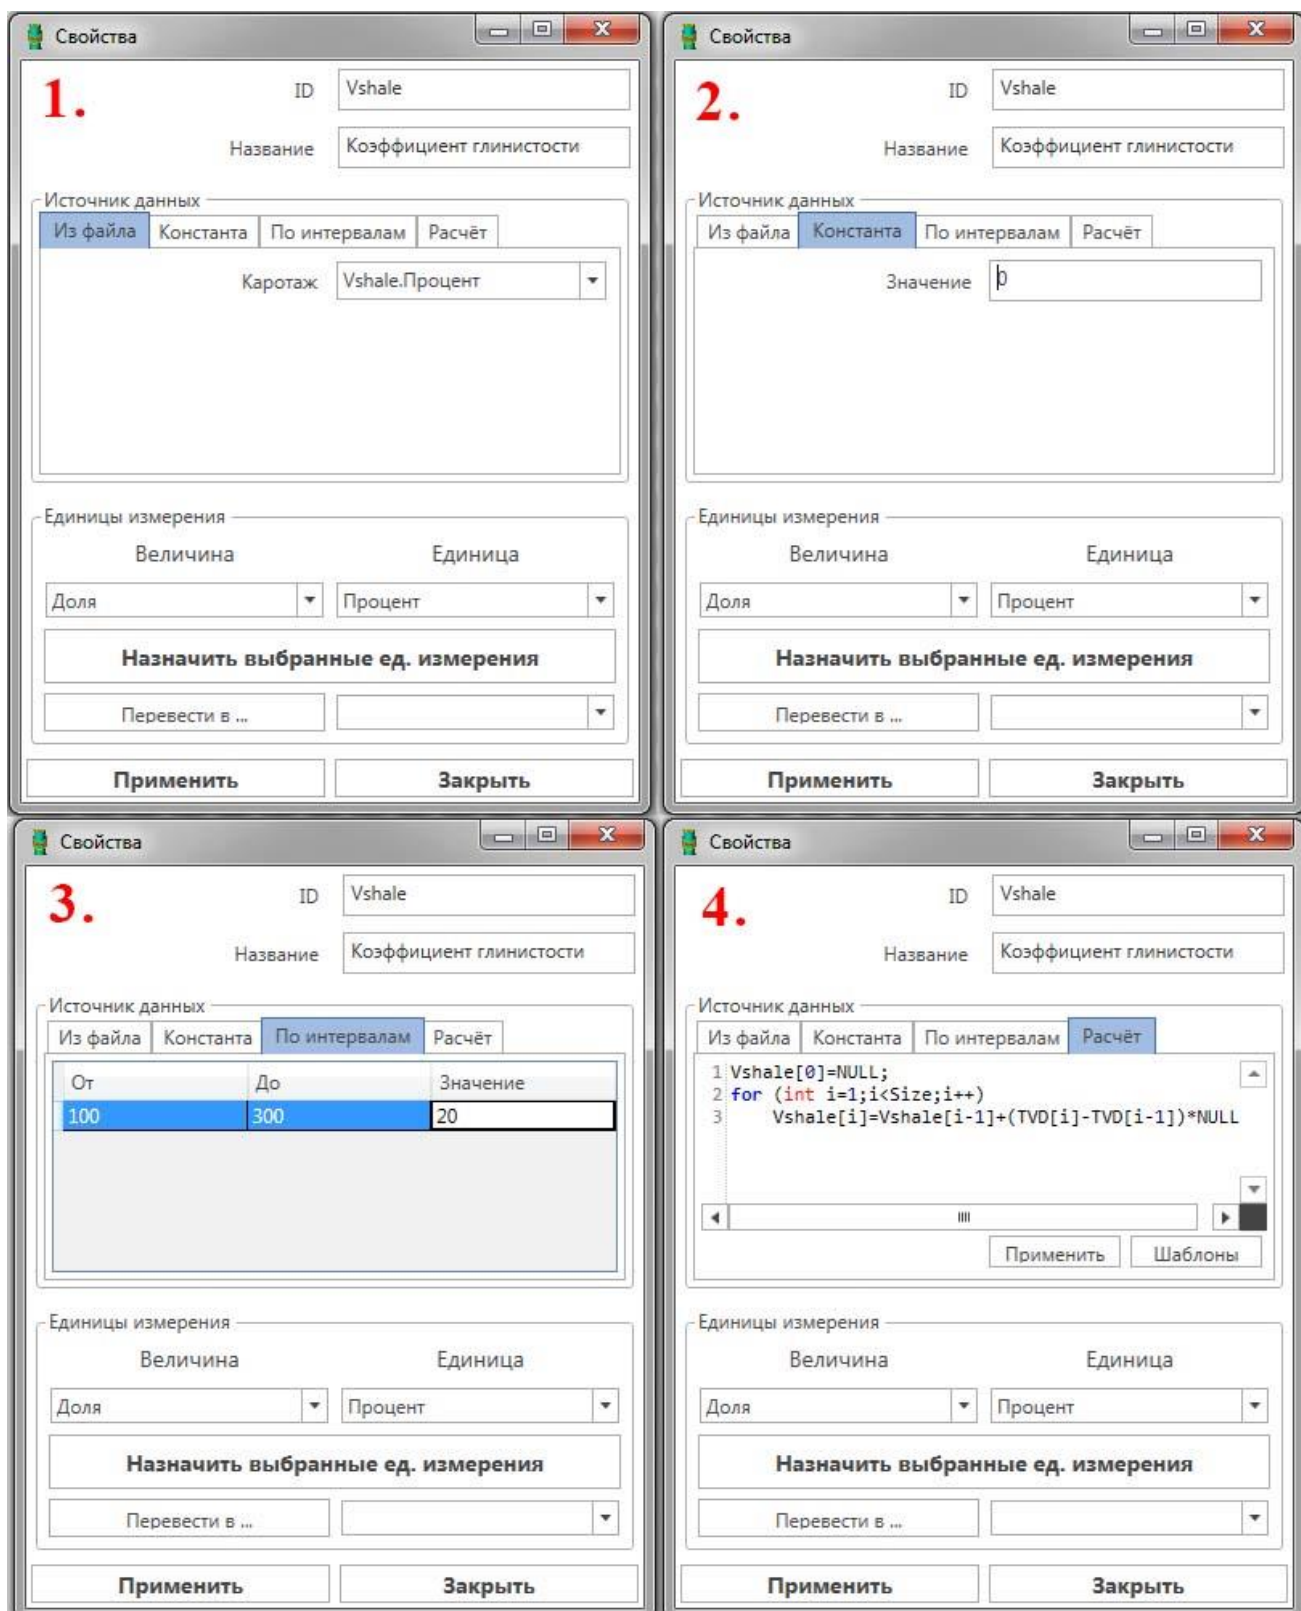 Свойства
1.
ID Vshale
Название Коэффициент глинистости
Источник данных
Из файла Константа По интервалам Расчёт
Каротаж Vshale.Процент
Единицы измерения
Величина Единица
Доля Процент
Назначить выбранные ед. измерения
Перевести в ...
Применить Закрыть
Свойства
2.
ID Vshale
Название Коэффициент глинистости
Источник данных
Из файла Константа По интервалам Расчёт
Значение 0
Единицы измерения
Величина Единица
Доля Процент
Назначить выбранные ед. измерения
Перевести в ...
Применить Закрыть
Свойства
3.
ID Vshale
Название Коэффициент глинистости
Источник данных
Из файла Константа По интервалам Расчёт
От До Значение
100 300 20
Единицы измерения
Величина Единица
Доля Процент
Назначить выбранные ед. измерения
Перевести в ...
Применить Закрыть
Свойства
4.
ID Vshale
Название Коэффициент глинистости
Источник данных
Из файла Константа По интервалам Расчёт
1 Vshale[0]=NULL;
2 for (int i=1;i<Size;i++)
3 Vshale[i]=Vshale[i-1]+(TVD[i]-TVD[i-1])*NULL
Применить Шаблоны
Единицы измерения
Величина Единица
Доля Процент
Назначить выбранные ед. измерения
Перевести в ...
Применить Закрыть